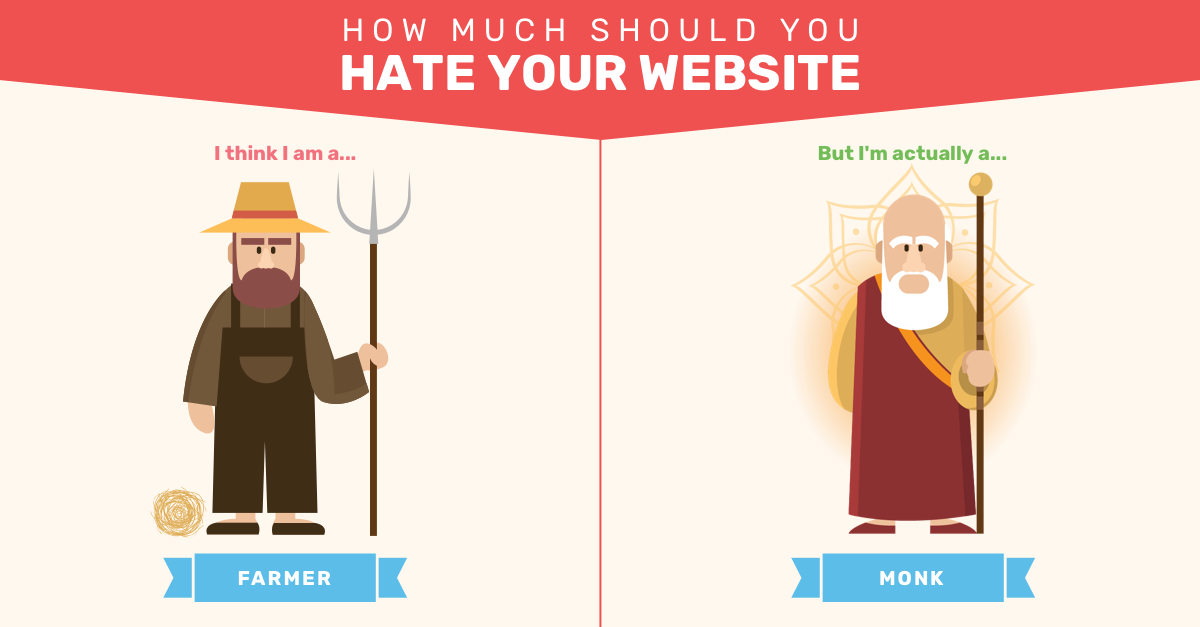 HOW MUCH SHOULD YOU
HATE YOUR WEBSITE
I think I am a...
But I'm actually a...
FARMER
MONK